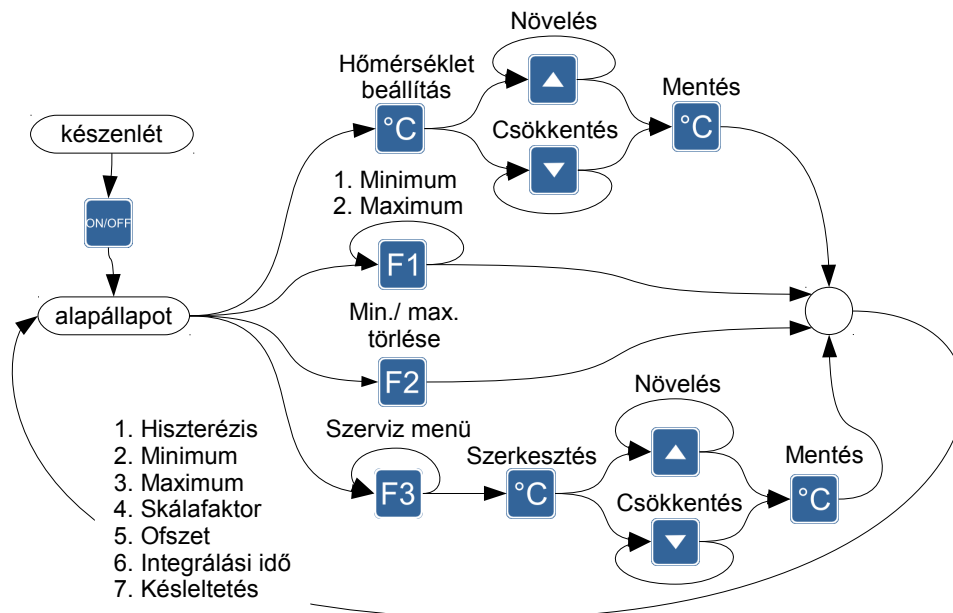 Növelés
Hőmérséklet
beállítás
Mentés
°C
Csökkentés
°C
készenlét
ON/OFF
1. Minimum
2. Maximum
F1
alapállapot
Min./ max.
törlése
F2
Növelés
Szerviz menü
Szerkesztés
Mentés
F3
°C
Csökkentés
°C
1. Hiszterézis
2. Minimum
3. Maximum
4. Skálafaktor
5. Ofszet
6. Integrálási idő
7. Késleltetés